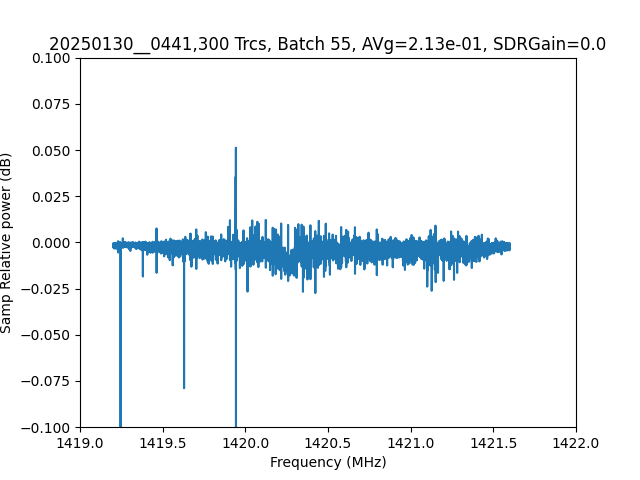 20250130__0441,300 Trcs, Batch 55, AVg=2.13e-01, SDRGain=0.0
0.100
0.075
0.050
0.025
0.000
−0.025
−0.050
−0.075
−0.100
Samp Relative power (dB)
1419.0 1419.5 1420.0 1420.5 1421.0 1421.5 1422.0
Frequency (MHz)